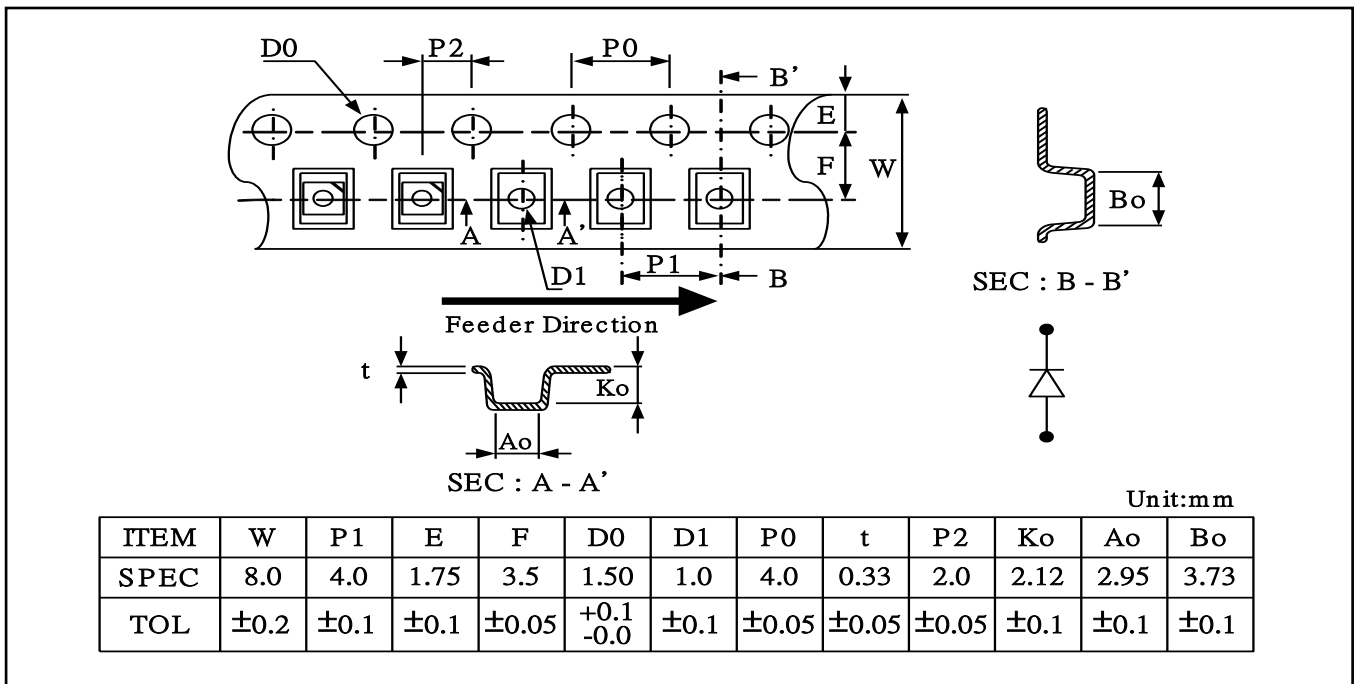 D0
P2
P0
B'
E
F
W
A
A'
D1
P1
B
Feeder Direction
Bo
SEC : B - B'
t
Ko
Ao
SEC : A - A'
Unit:mm
ITEM W P1 E F D0 D1 P0 t P2 Ko Ao Bo
SPEC 8.0 4.0 1.75 3.5 1.50 1.0 4.0 0.33 2.0 2.12 2.95 3.73
TOL ±0.2 ±0.1 ±0.1 ±0.05 +0.1 -0.0 ±0.1 ±0.05 ±0.05 ±0.05 ±0.1 ±0.1 ±0.1